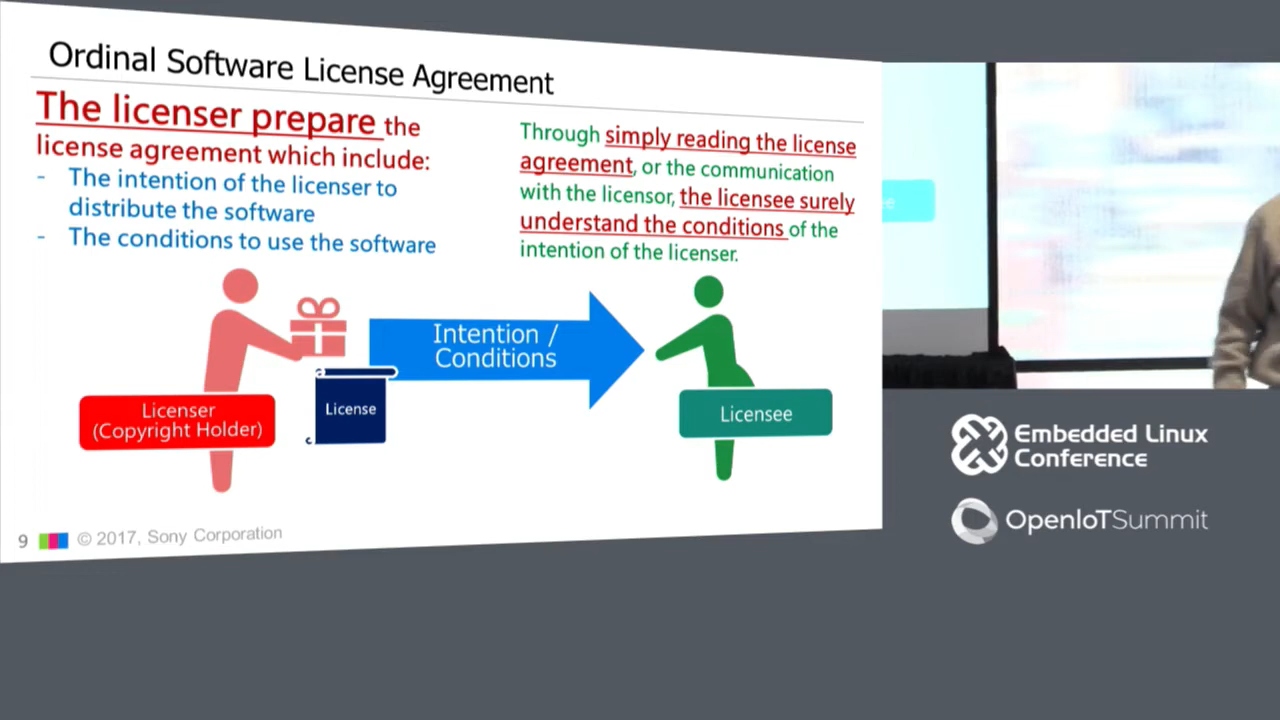 Ordinal Software License Agreement
The licenser prepare the
license agreement which include:
- The intention of the licenser to
distribute the software
- The conditions to use the software
Through simply reading the license
agreement, or the communication
with the licensor, the licensee surely
understand the conditions of the
intention of the licenser.
Intention /
Conditions
Licenser
(Copyright Holder)
License
Licensee
9 © 2017, Sony Corporation
Embedded Linux
Conference
OpenIoTSummit